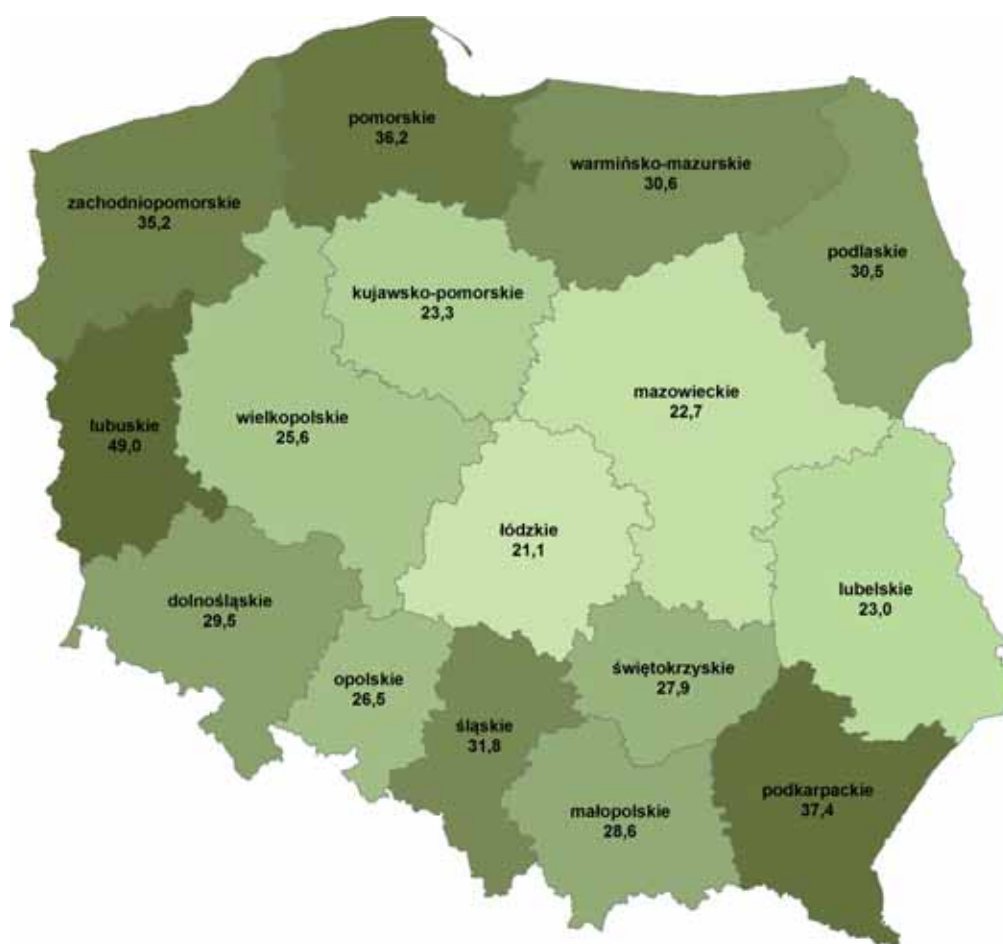 pomorskie
36,2
warmińsko-mazurskie
30,6
zachodniopomorskie
35,2
podlaskie
30,5
kujawsko-pomorskie
23,3
mazowieckie
22,7
wielkopolskie
25,6
lubuskie
49,0
łódzkie
21,1
lubelskie
23,0
dolnośląskie
29,5
świętokrzyskie
27,9
opolskie
26,5
śląskie
31,8
podkarpackie
37,4
małopolskie
28,6